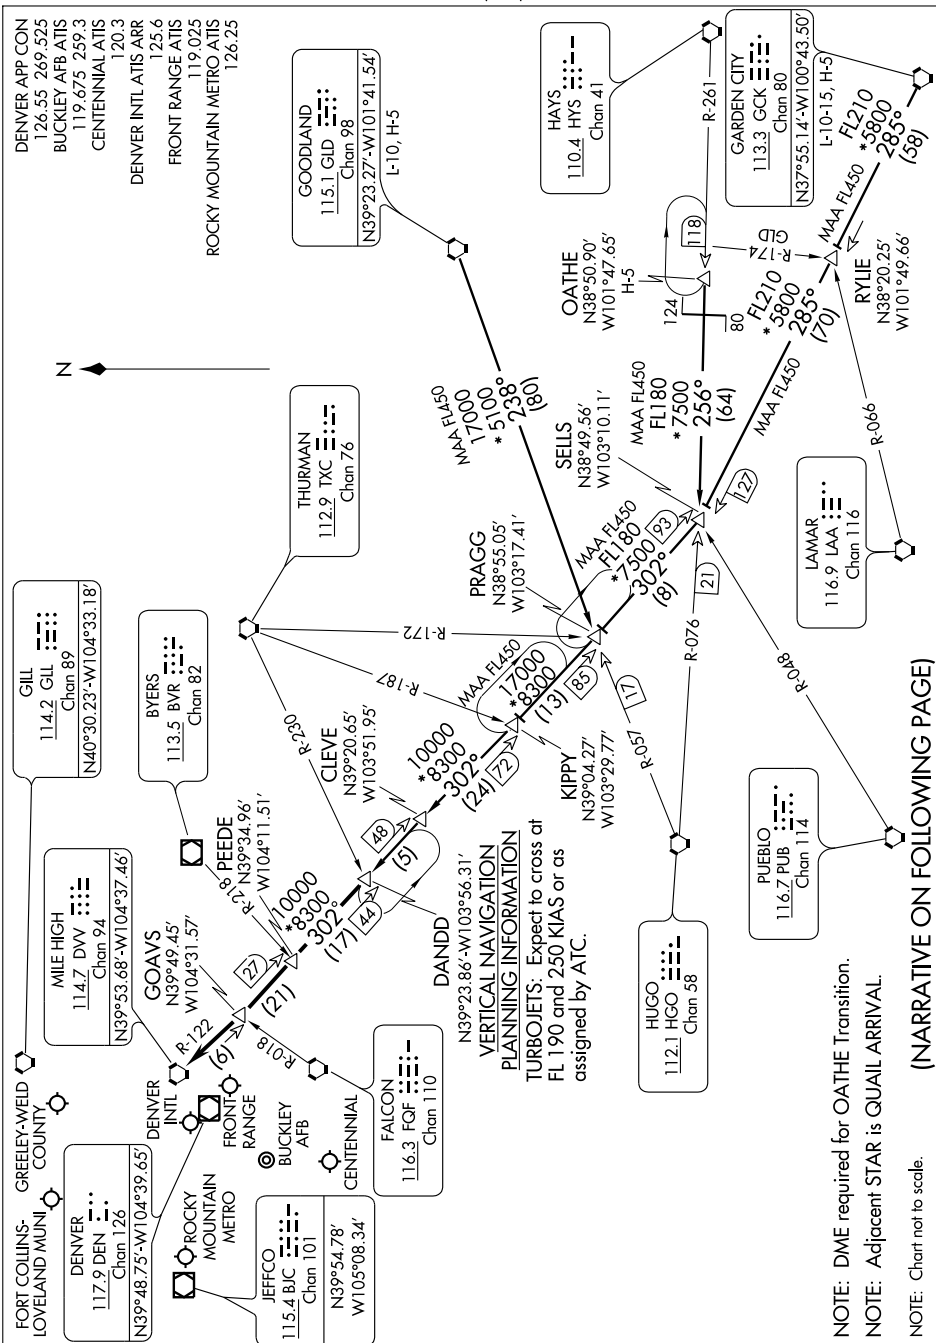 DENVER APP CON
126.55 269.525
BUCKLEY AFB ATIS
119.675 259.3
CENTENNIAL ATIS
120.3
DENVER INTL ATIS ARR
125.6
FRONT RANGE ATIS
119.025
ROCKY MOUNTAIN METRO ATIS
126.25
N
GOODLAND
115.1 GLD
Chan 98
N39°23.27'-W101°41.54'
L-10, H-5
HAYS
110.4 HYS
Chan 41
R-261
GARDEN CITY
113.3 GCK
Chan 80
N37°55.14'-W100°43.50'
L-10-15, H-5
FL210
*5800
285°
(58)
MAA FL450
OATHE
N38°50.90'
W101°47.65'
H-5
118
124
80
R-174
GLD
RYLIE
N38°20.25'
W101°49.66'
FL210
*5800
285°
(70)
MAA FL450
MAA FL450
FL180
*7500
256°
(64)
MAA FL450
17000
*5100
238°
(80)
SELLS
N38°49.56'
W103°10.11'
127
93
21
R-066
LAMAR
116.9 LAA
Chan 116
THURMAN
112.9 TXC
Chan 76
R-172
R-187
R-230
PRAGG
N38°55.05'
W103°17.41'
MAA FL450
FL180
*7500
302°
(8)
MAA FL450
17000
*8300
(13)
85
17
R-057
R-076
R-048
KIPPY
N39°04.27'
W103°29.77'
72
10000
*8300
302°
(24)
CLEVE
N39°20.65'
W103°51.95'
48
(5)
44
DANDD
N39°23.86'-W103°56.31'
VERTICAL NAVIGATION
PLANNING INFORMATION
TURBOJETS: Expect to cross at
FL 190 and 250 KIAS or as
assigned by ATC.
HUGO
112.1 HGO
Chan 58
PUEBLO
116.7 PUB
Chan 114
GILL
114.2 GLL
Chan 89
N40°30.23'-W104°33.18'
BYERS
113.5 BVR
Chan 82
PEEDE
N39°34.96'
W104°11.51'
R-218
10000
*8300
302°
(17)
27
(21)
MILE HIGH
114.7 DVV
Chan 94
N39°53.68'-W104°37.46'
GOAVS
N39°49.45'
W104°31.57'
R-122
(6)
R-018
FALCON
116.3 FQF
Chan 110
FORT COLLINS-
LOVELAND MUNI
GREELEY-WELD
COUNTY
DENVER
117.9 DEN
Chan 126
N39°48.75'-W104°39.65'
DENVER
INTL
FRONT
RANGE
BUCKLEY
AFB
CENTENNIAL
ROCKY
MOUNTAIN
METRO
JEFFCO
115.4 BJC
Chan 101
N39°54.78'
W105°08.34'
NOTE: DME required for OATHE Transition.
NOTE: Adjacent STAR is QUAIL ARRIVAL.
NOTE: Chart not to scale.
(NARRATIVE ON FOLLOWING PAGE)